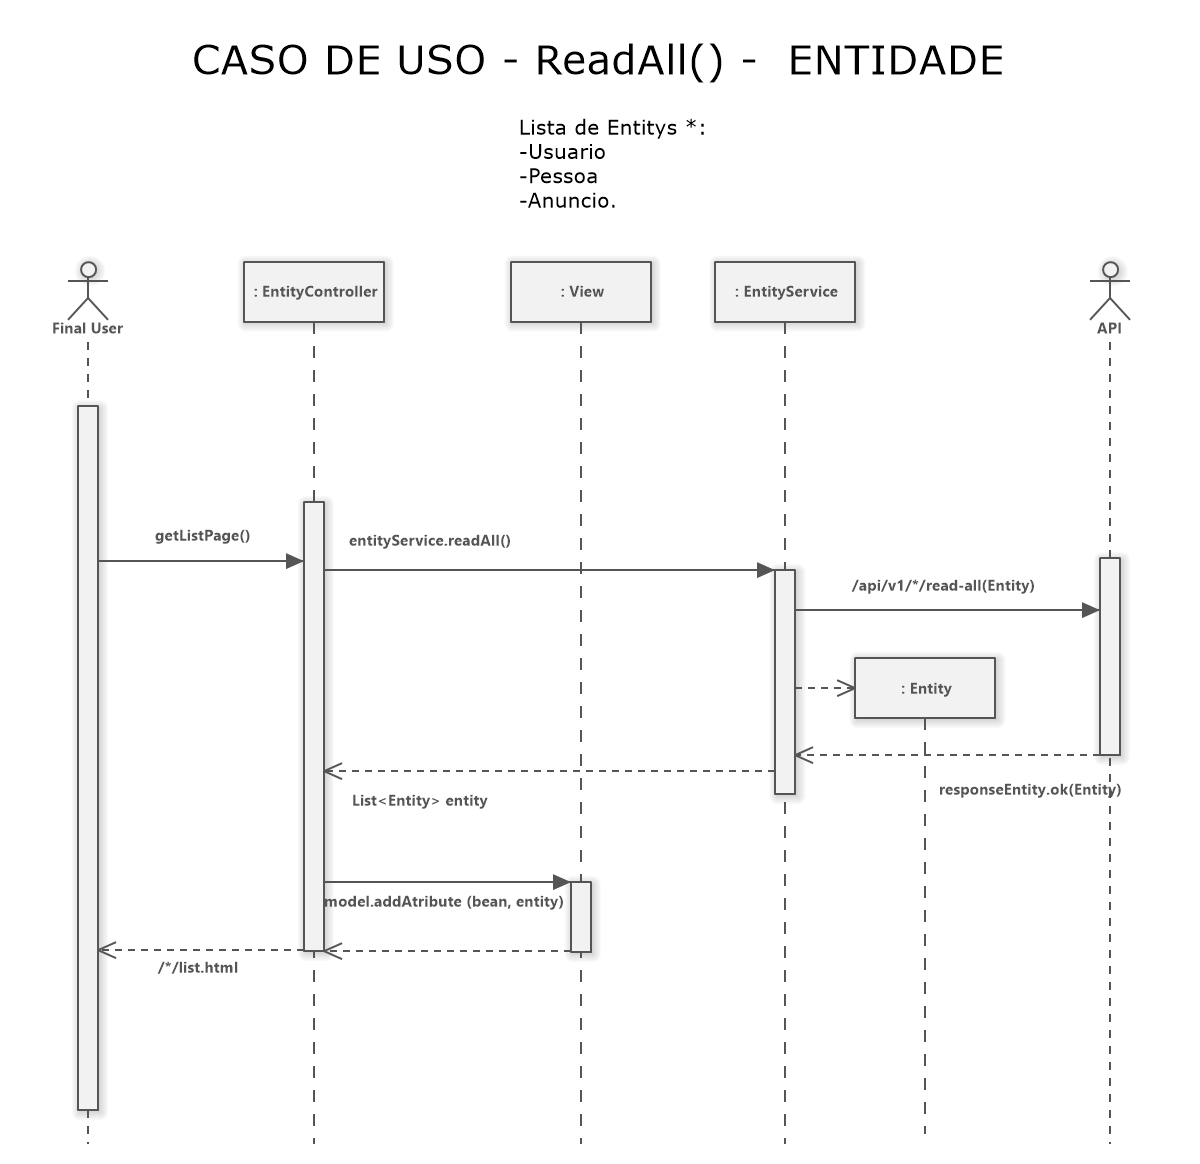 CASO DE USO - ReadAll() - ENTIDADE
Lista de Entitys *:
-Usuario
-Pessoa
-Anuncio.
Final User
: EntityController
: View
: EntityService
API
getListPage()
entityService.readAll()
/api/v1/*/read-all(Entity)
: Entity
responseEntity.ok(Entity)
List<Entity> entity
model.addAtribute (bean, entity)
/*/list.html